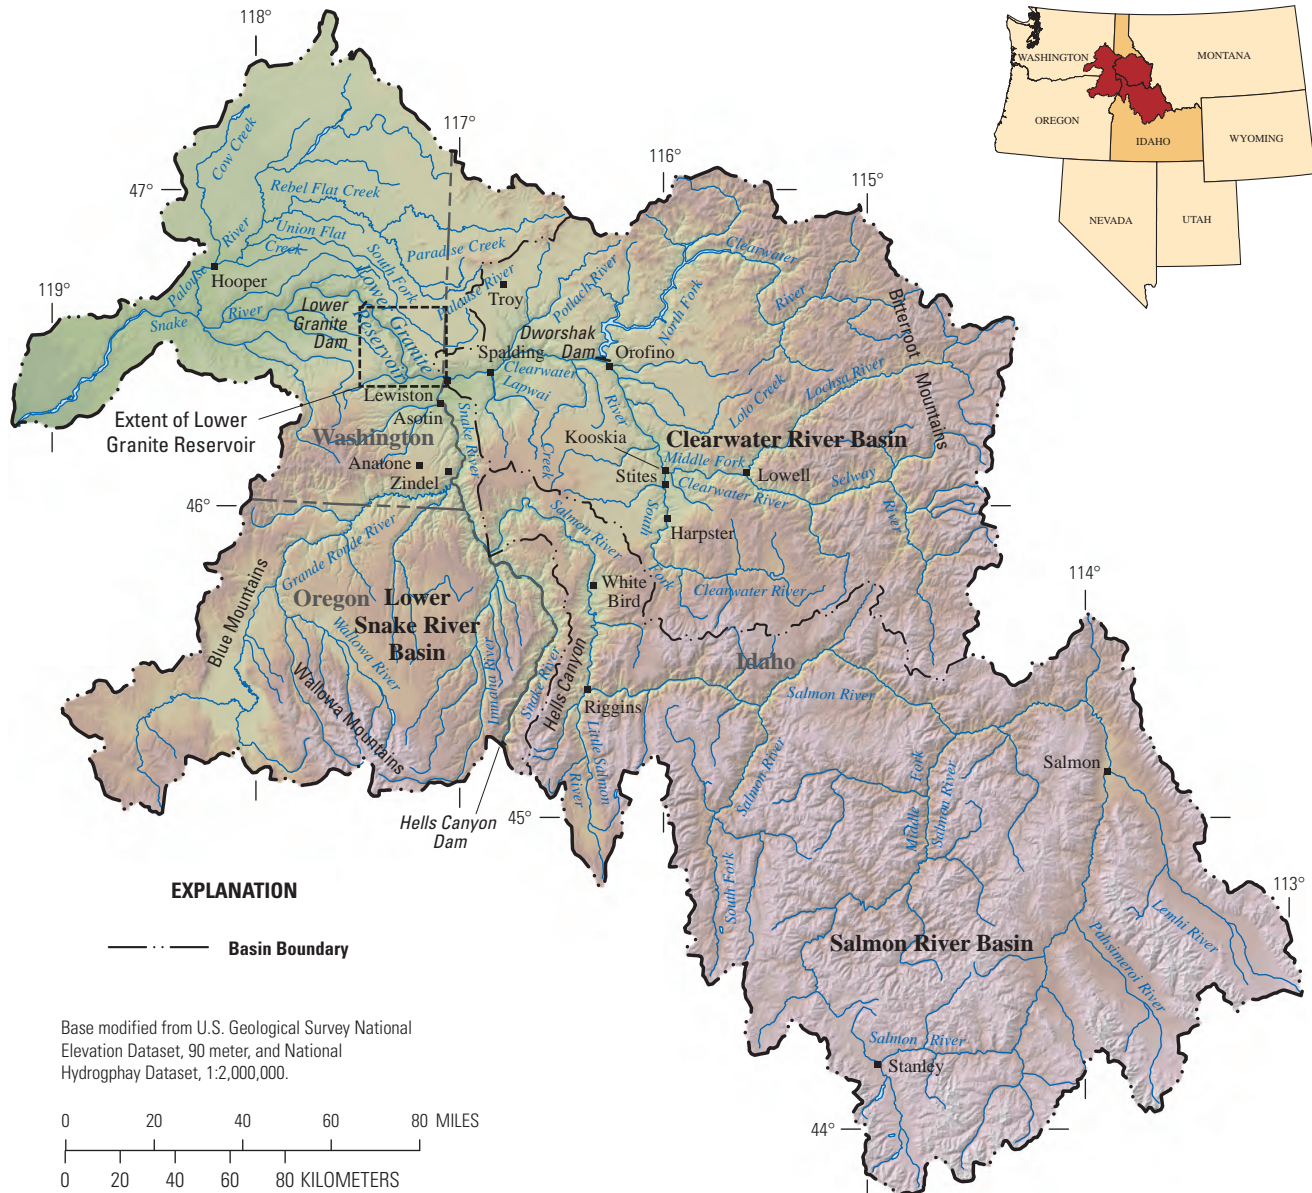 118°
117°
116°
115°
47°
119°
46°
114°
45°
113°
44°
WASHINGTON
MONTANA
OREGON
IDAHO
WYOMING
NEVADA
UTAH
Cow Creek
Rebel Flat Creek
Union Flat
Creek
Palouse
River
South Fork
Paradise Creek
Palouse River
Hooper
Troy
Potlach River
Clearwater
River
North Fork
Bitterroot
Mountains
Snake
River
Lower
Granite
Dam
Lower Granite
Reservoir
Dworshak
Dam
Orofino
Spalding
Clearwater
River
Lapwai
Creek
Lolo Creek
Lochsa River
Lewiston
Asotin
Snake River
Extent of Lower
Granite Reservoir
Washington
Kooskia
Clearwater River Basin
Anatone
Zindel
Stites
Middle Fork
Clearwater River
Lowell
Selway
River
South
Fork
Clearwater River
Harpster
Salmon River
Grande Ronde River
Blue Mountains
Oregon
Lower
Snake River
Basin
Wallowa River
Wallowa Mountains
Imnaha River
Snake River
Hells Canyon
White
Bird
Idaho
Riggins
Salmon River
Little Salmon
River
Salmon River
Middle Fork
Salmon River
Salmon
Hells Canyon
Dam
South Fork
Salmon River Basin
Lemhi River
Pahsimeroi River
Salmon River
Stanley
EXPLANATION
Basin Boundary
Base modified from U.S. Geological Survey National
Elevation Dataset, 90 meter, and National
Hydrogphay Dataset, 1:2,000,000.
0 20 40 60 80 MILES
0 20 40 60 80 KILOMETERS